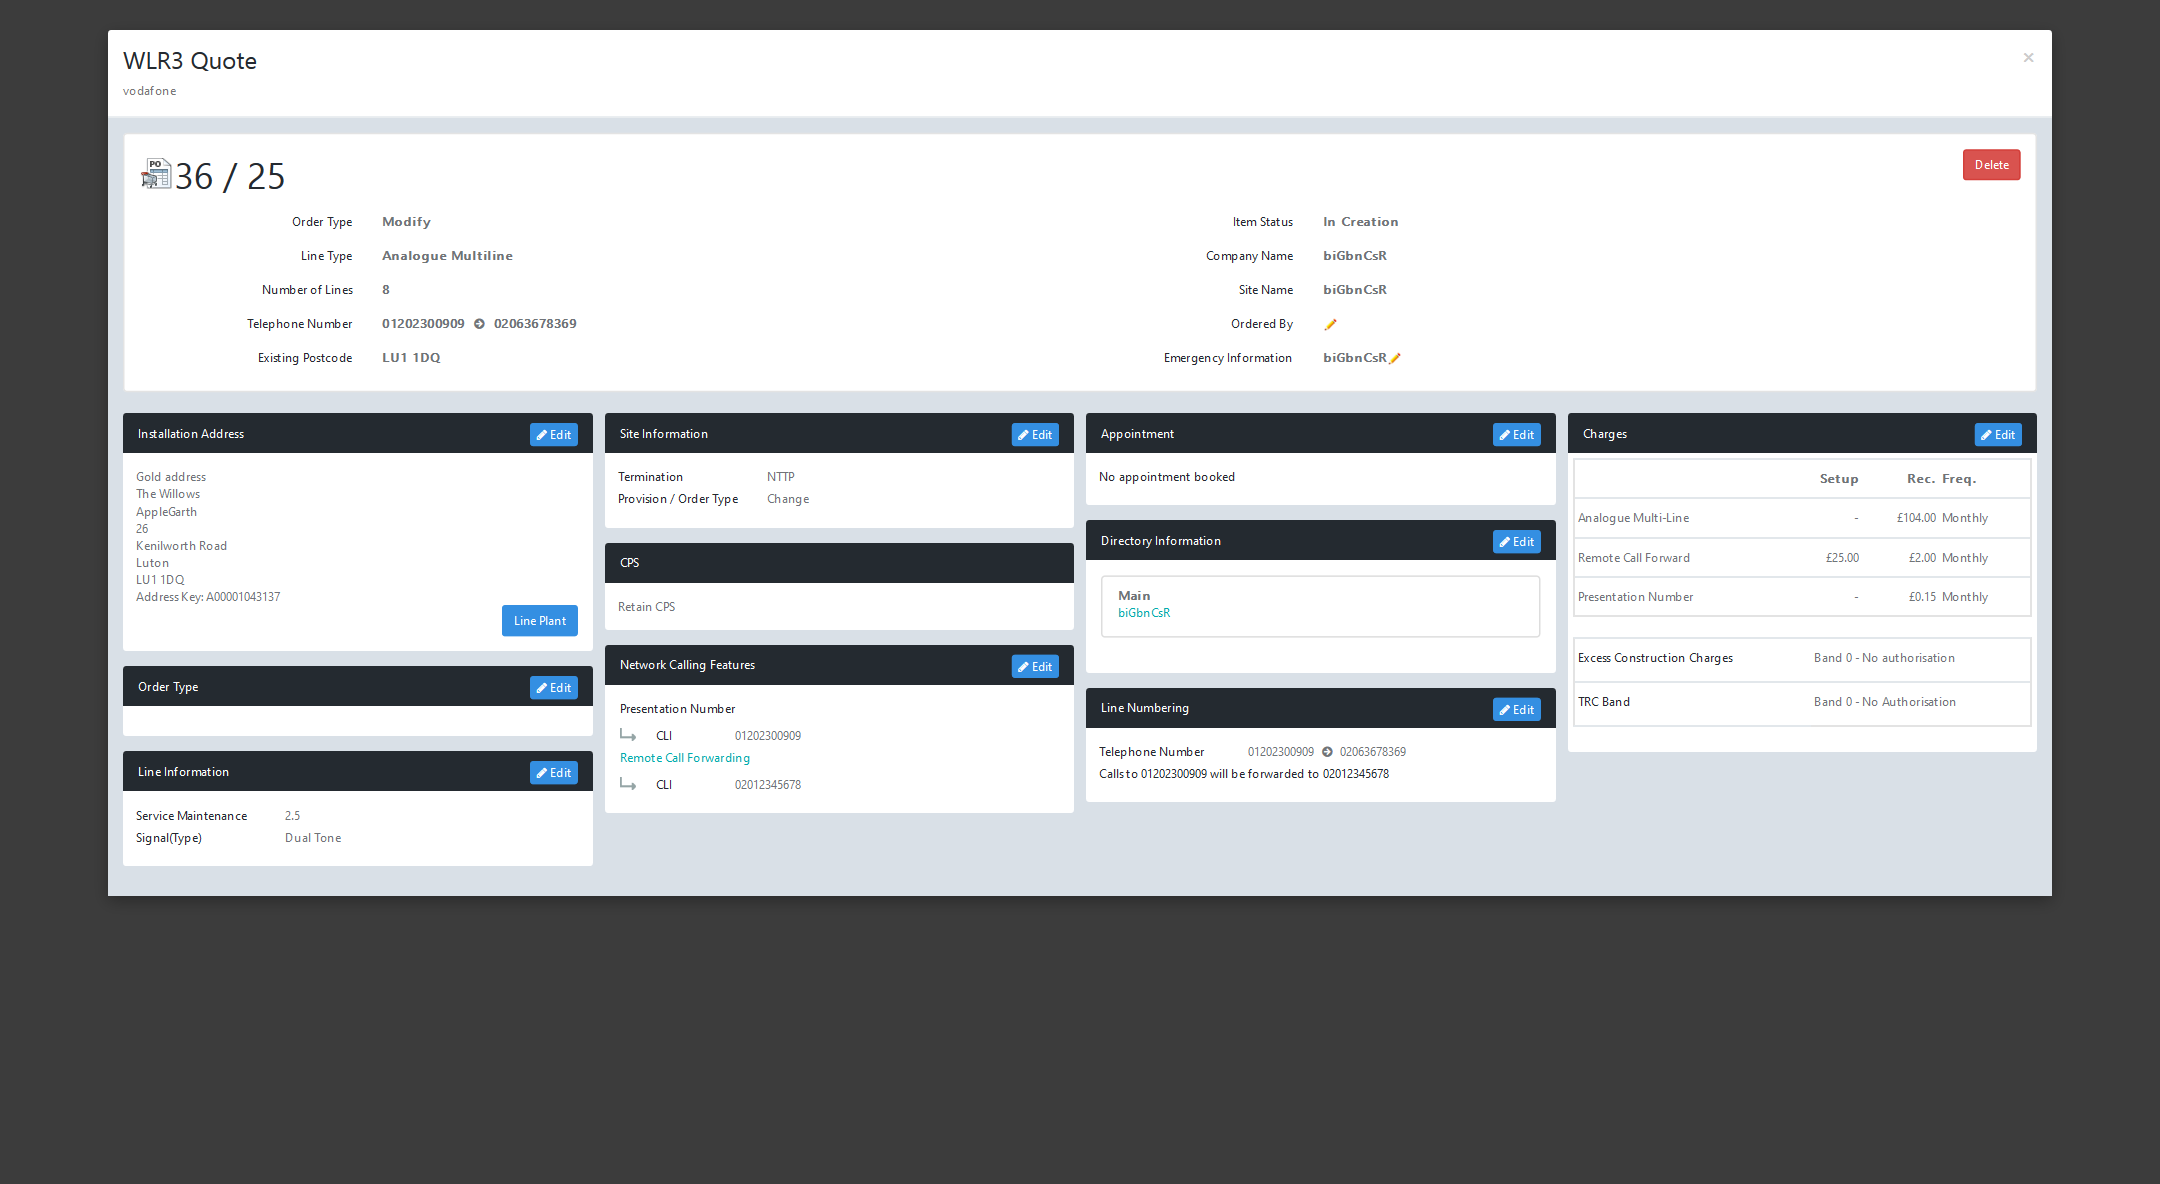 WLR3 Quote
×
vodafone
PO
36 / 25
Delete
Order Type Modify
Line Type Analogue Multiline
Number of Lines 8
Telephone Number 01202300909 02063678369
Existing Postcode LU1 1DQ
Item Status In Creation
Company Name biGbnCsR
Site Name biGbnCsR
Ordered By
Emergency Information biGbnCsR
Installation Address Edit
Gold address
The Willows
AppleGarth
26
Kenilworth Road
Luton
LU1 1DQ
Address Key: A00001043137
Line Plant
Order Type Edit
Line Information Edit
Service Maintenance 2.5
Signal(Type) Dual Tone
Site Information Edit
Termination NTTP
Provision / Order Type Change
CPS
Retain CPS
Network Calling Features Edit
Presentation Number
CLI 01202300909
Remote Call Forwarding
CLI 02012345678
Appointment Edit
No appointment booked
Directory Information Edit
Main
biGbnCsR
Line Numbering Edit
Telephone Number 01202300909 02063678369
Calls to 01202300909 will be forwarded to 02012345678
Charges Edit
Setup Rec. Freq.
Analogue Multi-Line - £104.00 Monthly
Remote Call Forward £25.00 £2.00 Monthly
Presentation Number - £0.15 Monthly
Excess Construction Charges Band 0 - No authorisation
TRC Band Band 0 - No Authorisation